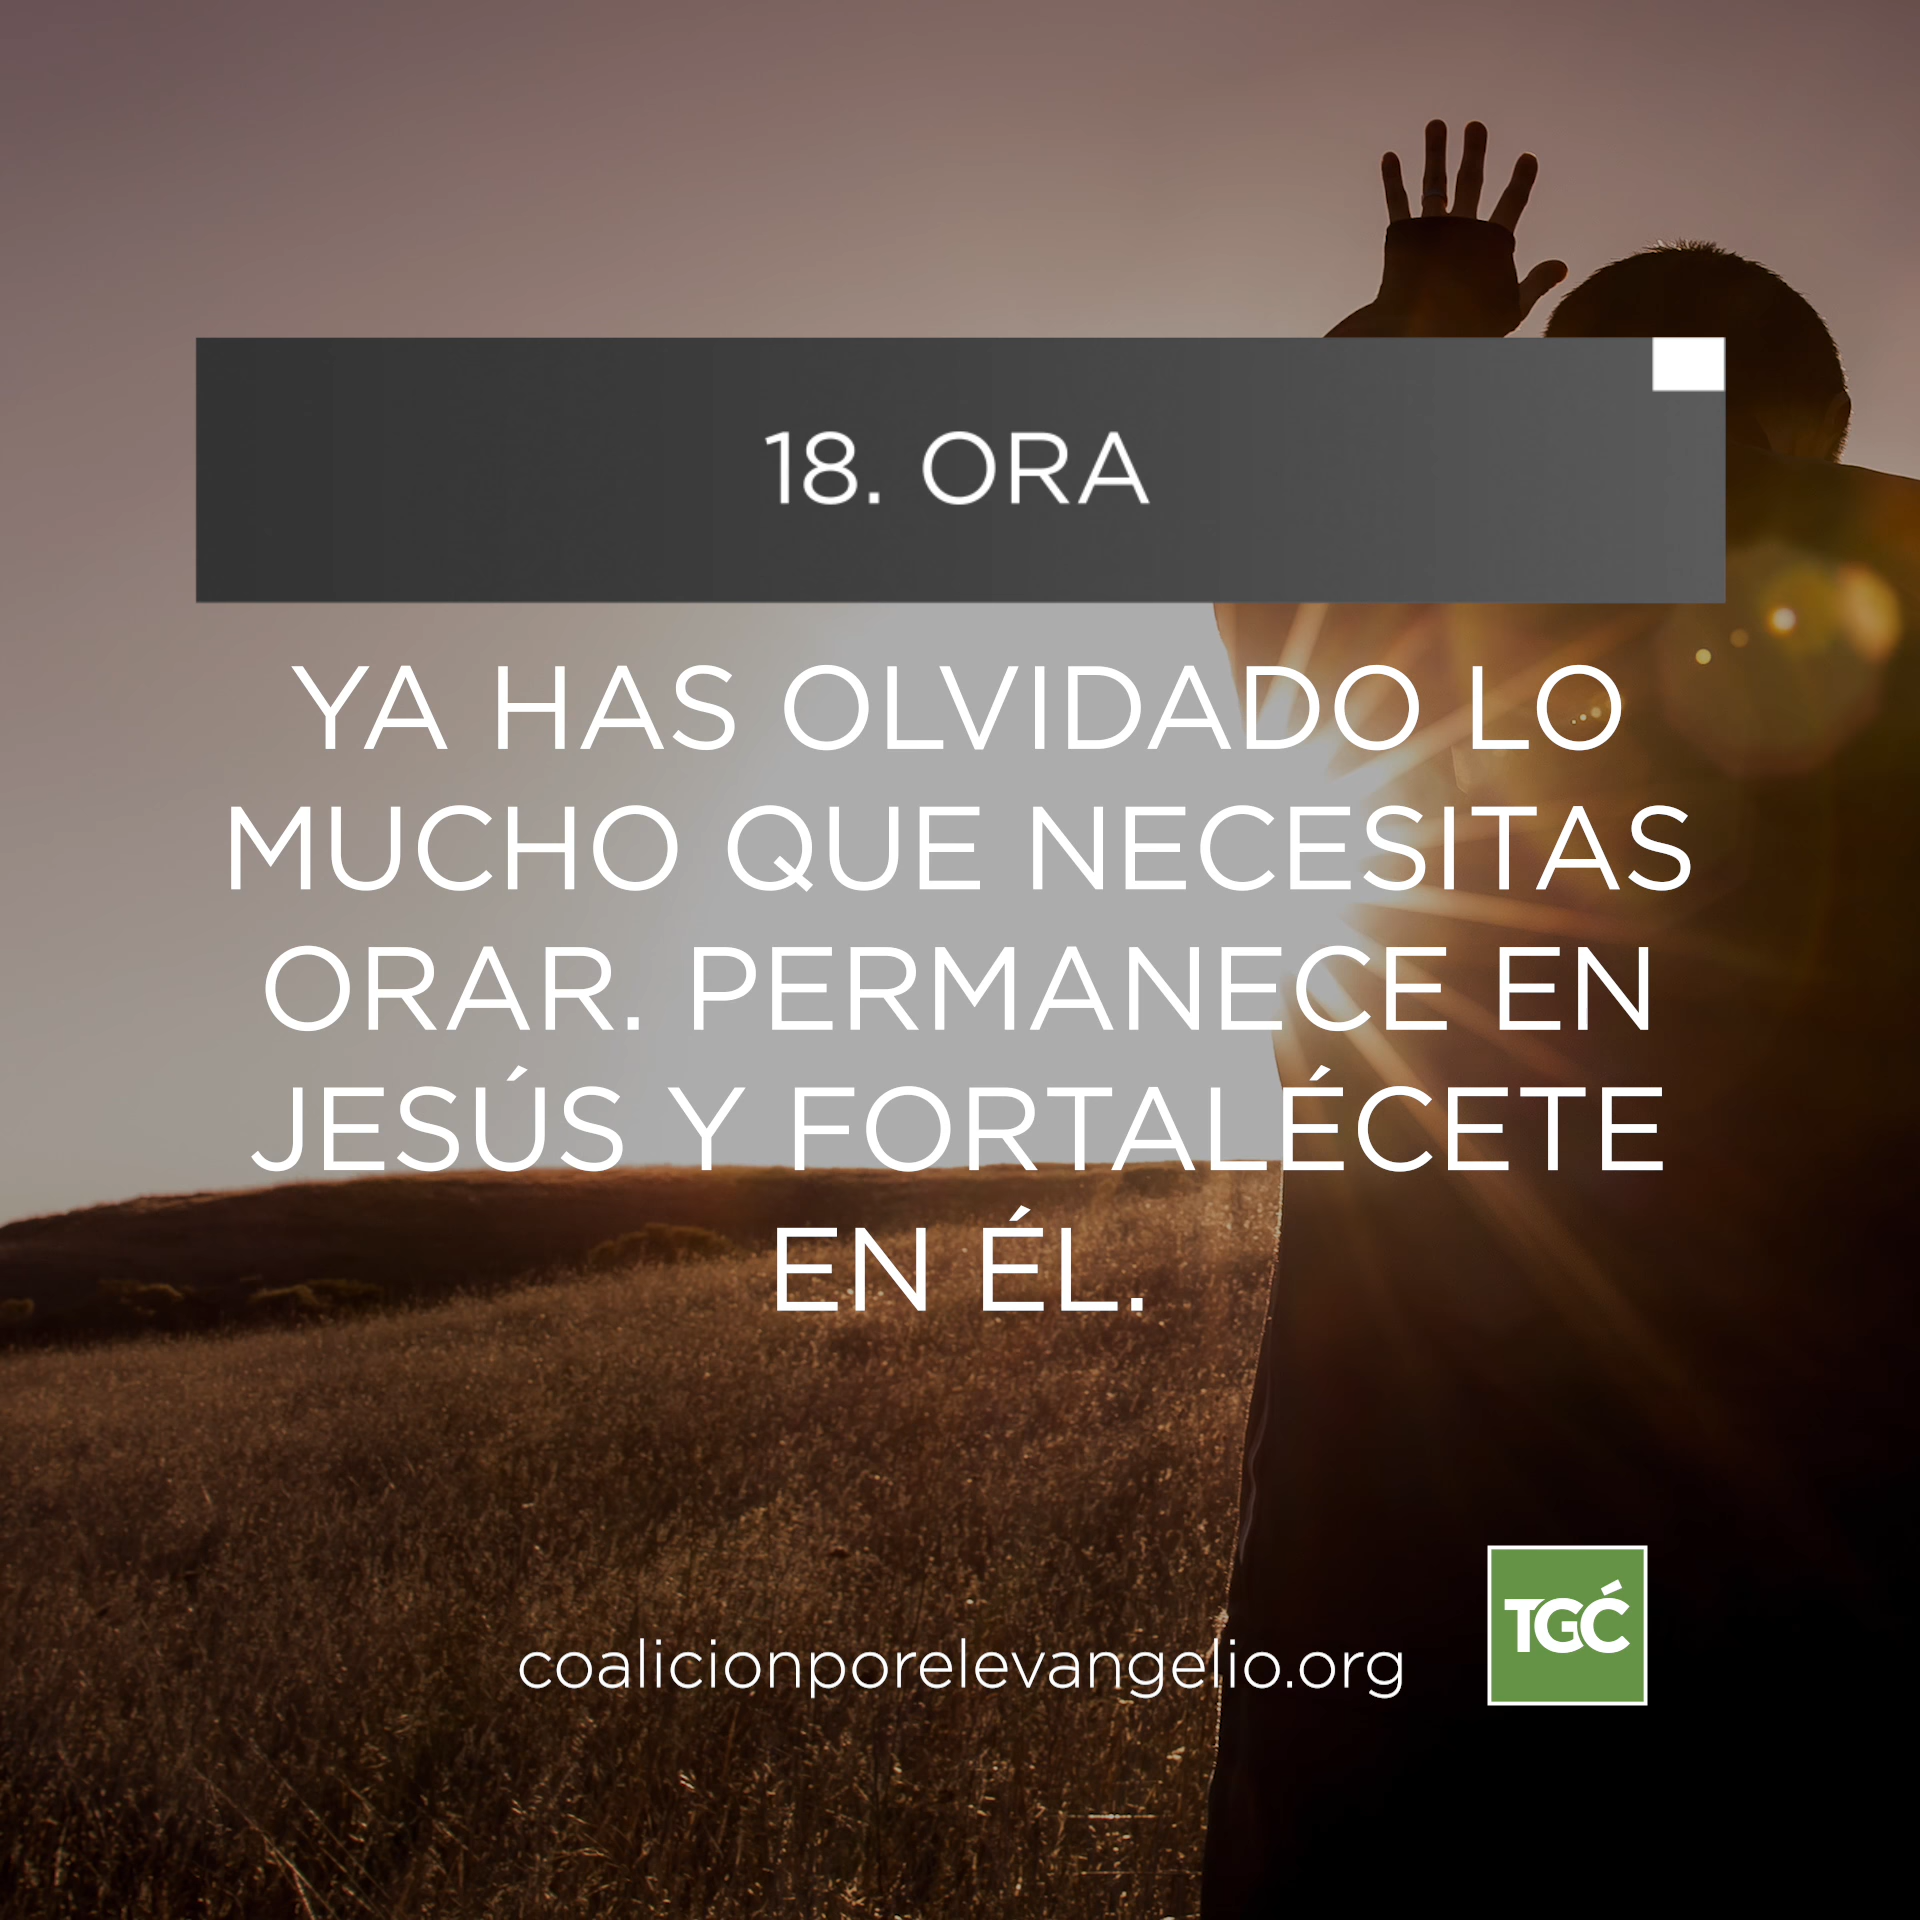 18. ORA
YA HAS OLVIDADO LO
MUCHO QUE NECESITAS
ORAR. PERMANECE EN
JESÚS Y FORTALÉCETE
EN ÉL.
coalicionporelevangelio.org
TGĆ